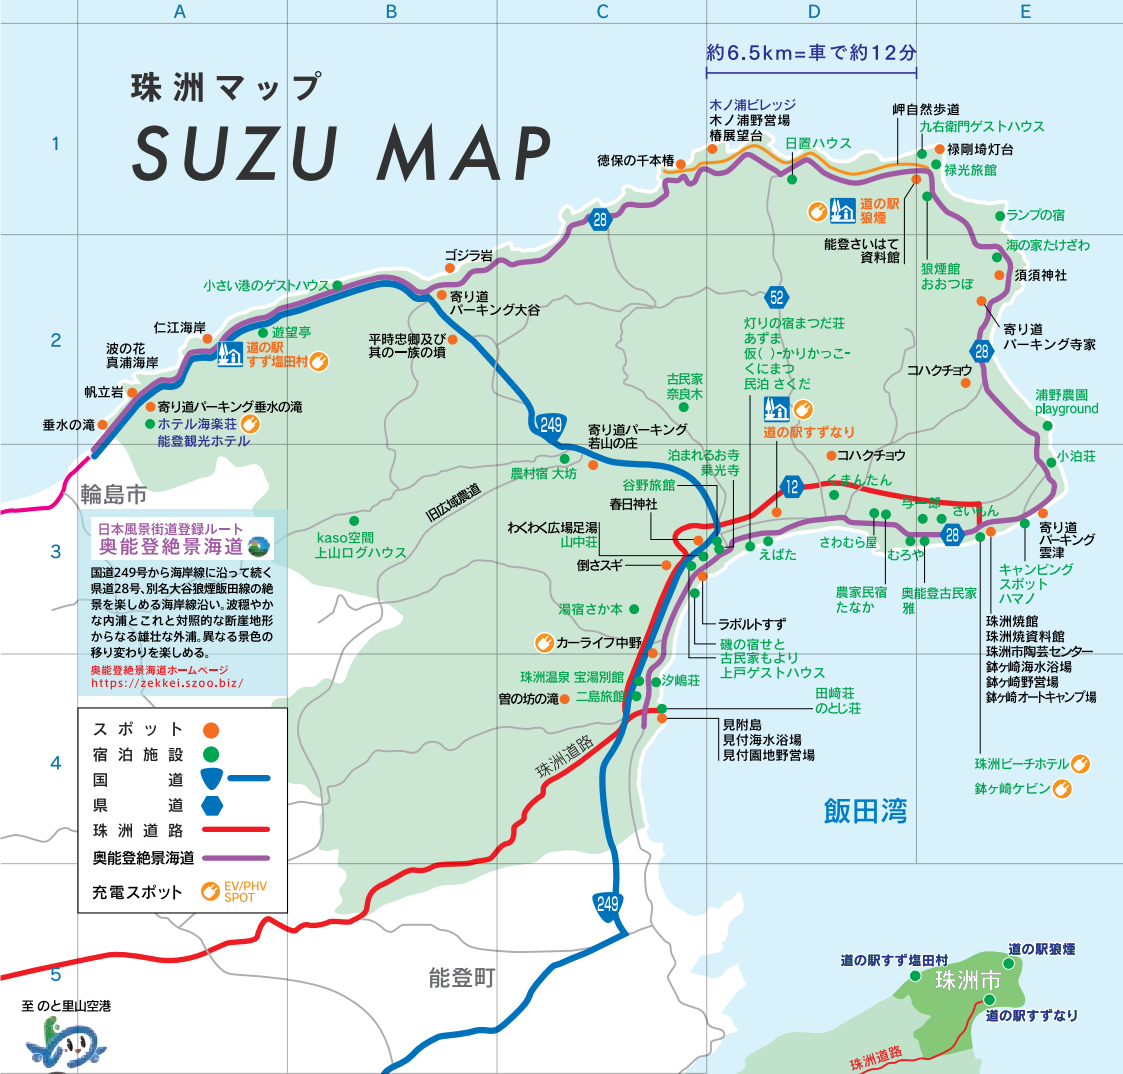 A
B
C
D
E
1
2
3
4
5
珠洲マップ
SUZU MAP
約6.5km=車で約12分
木ノ浦ビレッジ
木ノ浦野営場
椿展望台
徳保の千本椿
日置ハウス
岬自然歩道
九右衛門ゲストハウス
禄剛埼灯台
禄光旅館
道の駅
狼煙
能登さいはて
資料館
狼煙館
おおつぼ
ランプの宿
海の家たけざわ
須須神社
28
ゴジラ岩
小さい港のゲストハウス
寄り道
パーキング大谷
仁江海岸
遊望亭
道の駅
すず塩田村
波の花
真浦海岸
帆立岩
寄り道パーキング垂水の滝
垂水の滝
ホテル海楽荘
能登観光ホテル
平時忠卿及び
其の一族の墳
52
灯りの宿まつだ荘
あずま
仮( )-かりかっこ-
くにまつ
民泊 さくだ
道の駅すずなり
古民家
奈良木
寄り道
パーキング寺家
28
コハクチョウ
浦野農園
playground
小泊荘
249
寄り道パーキング
若山の庄
農村宿 大坊
泊まれるお寺
乗光寺
谷野旅館
春日神社
コハクチョウ
くまんたん
12
与一郎
さいもん
輪島市
旧広域農道
kaso空間
上山ログハウス
わくわく広場足湯
山中荘
倒さスギ
えばた
さわむら屋
むろや
28
寄り道
パーキング
雲津
キャンピング
スポット
ハマノ
農家民宿
たなか
奥能登古民家
雅
湯宿さか本
ラポルトすず
磯の宿せと
古民家もより
上戸ゲストハウス
カーライフ中野
珠洲焼館
珠洲焼資料館
珠洲市陶芸センター
鉢ヶ崎海水浴場
鉢ヶ崎野営場
鉢ヶ崎オートキャンプ場
珠洲温泉 宝湯別館
汐嶋荘
曽の坊の滝
二島旅館
田﨑荘
のとじ荘
見附島
見付海水浴場
見付園地野営場
珠洲道路
珠洲ビーチホテル
鉢ヶ崎ケビン
飯田湾
日本風景街道登録ルート
奥能登絶景海道
国道249号から海岸線に沿って続く
県道28号、別名大谷狼煙飯田線の絶
景を楽しめる海岸線沿い。波穏やか
な内浦とこれと対照的な断崖地形
からなる雄壮な外浦。異なる景色の
移り変わりを楽しめる。
奥能登絶景海道ホームページ
https://zekkei.szoo.biz/
スポット
宿泊施設
国道
県道
珠洲道路
奥能登絶景海道
充電スポット
EV/PHV
SPOT
249
能登町
至 のと里山空港
道の駅すず塩田村
道の駅狼煙
珠洲市
道の駅すずなり
珠洲道路